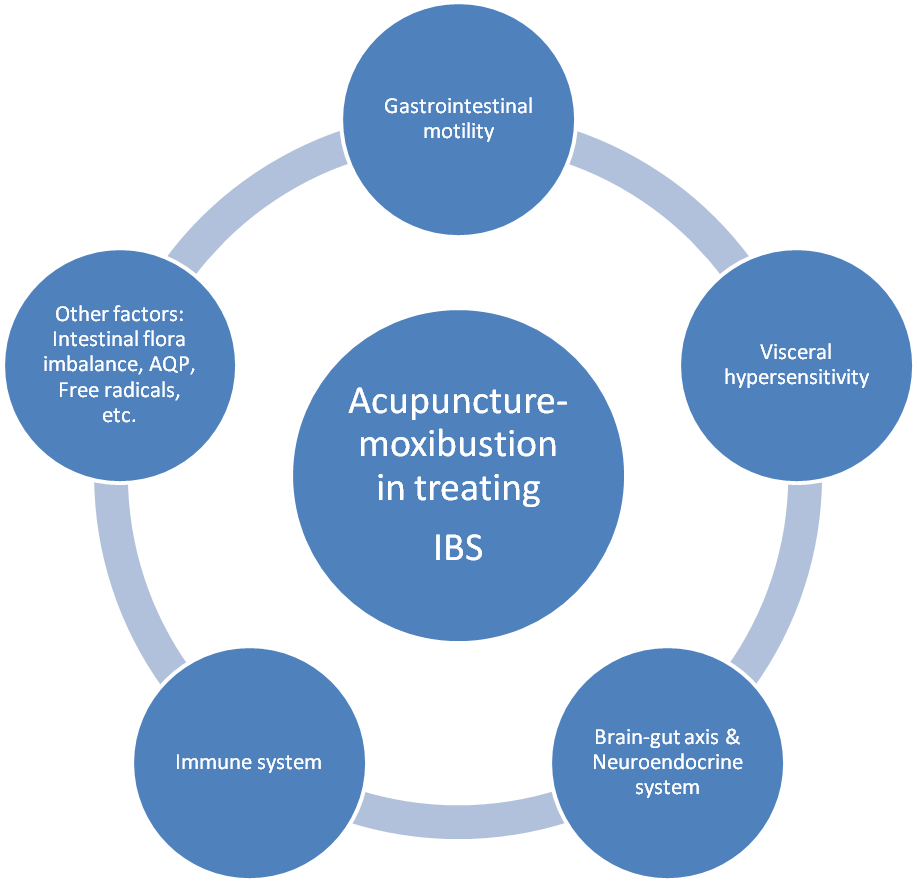 Gastrointestinal
motility
Visceral
hypersensitivity
Brain-gut axis &
Neuroendocrine
system
Immune system
Other factors:
Intestinal flora
imbalance, AQP,
Free radicals,
etc.
Acupuncture-
moxibustion
in treating
IBS